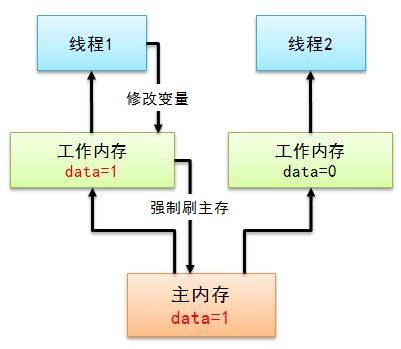 线程1
线程2
修改变量
工作内存
data=1
工作内存
data=0
强制刷主存
主内存
data=1